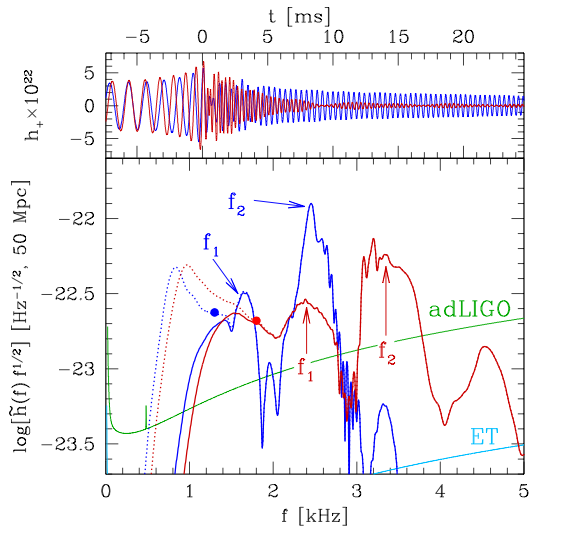 t [ms]
−5 0 5 10 15 20
h₊×10²²
5
0
−5
log[h̃(f) f^{1/2}] [Hz^{−1/2}, 50 Mpc]
−22
−22.5
−23
−23.5
f₂
f₁
adLIGO
f₁
f₂
ET
0 1 2 3 4 5
f [kHz]